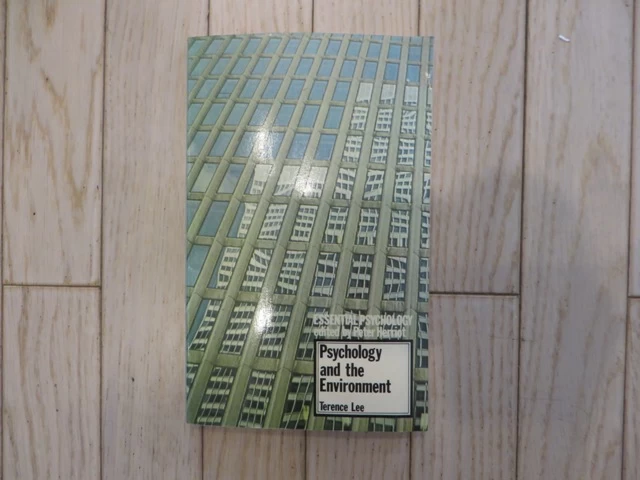 ESSENTIAL PSYCHOLOGY
edited by Peter Herriot
Psychology
and the
Environment
Terence Lee